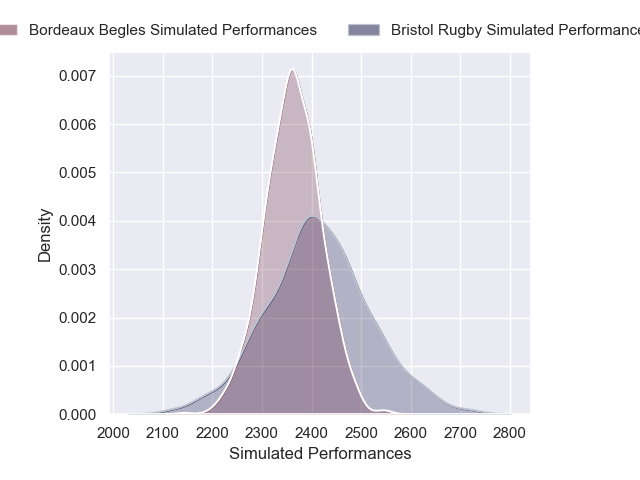 Bordeaux Begles Simulated Performances Bristol Rugby Simulated Performance
0.007
0.006
0.005
0.004
0.003
0.002
0.001
0.000
Density
2000 2100 2200 2300 2400 2500 2600 2700 2800
Simulated Performances